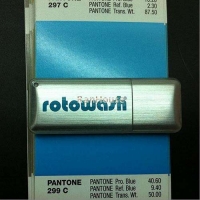 PANTONE
297 C
PANTONE Ref. Blue 2.30
PANTONE Trans. Wt. 87.50
rotowash
PANTONE
299 C
PANTONE Pro. Blue 40.60
PANTONE Ref. Blue 9.40
PANTONE Trans. Wt. 50.00